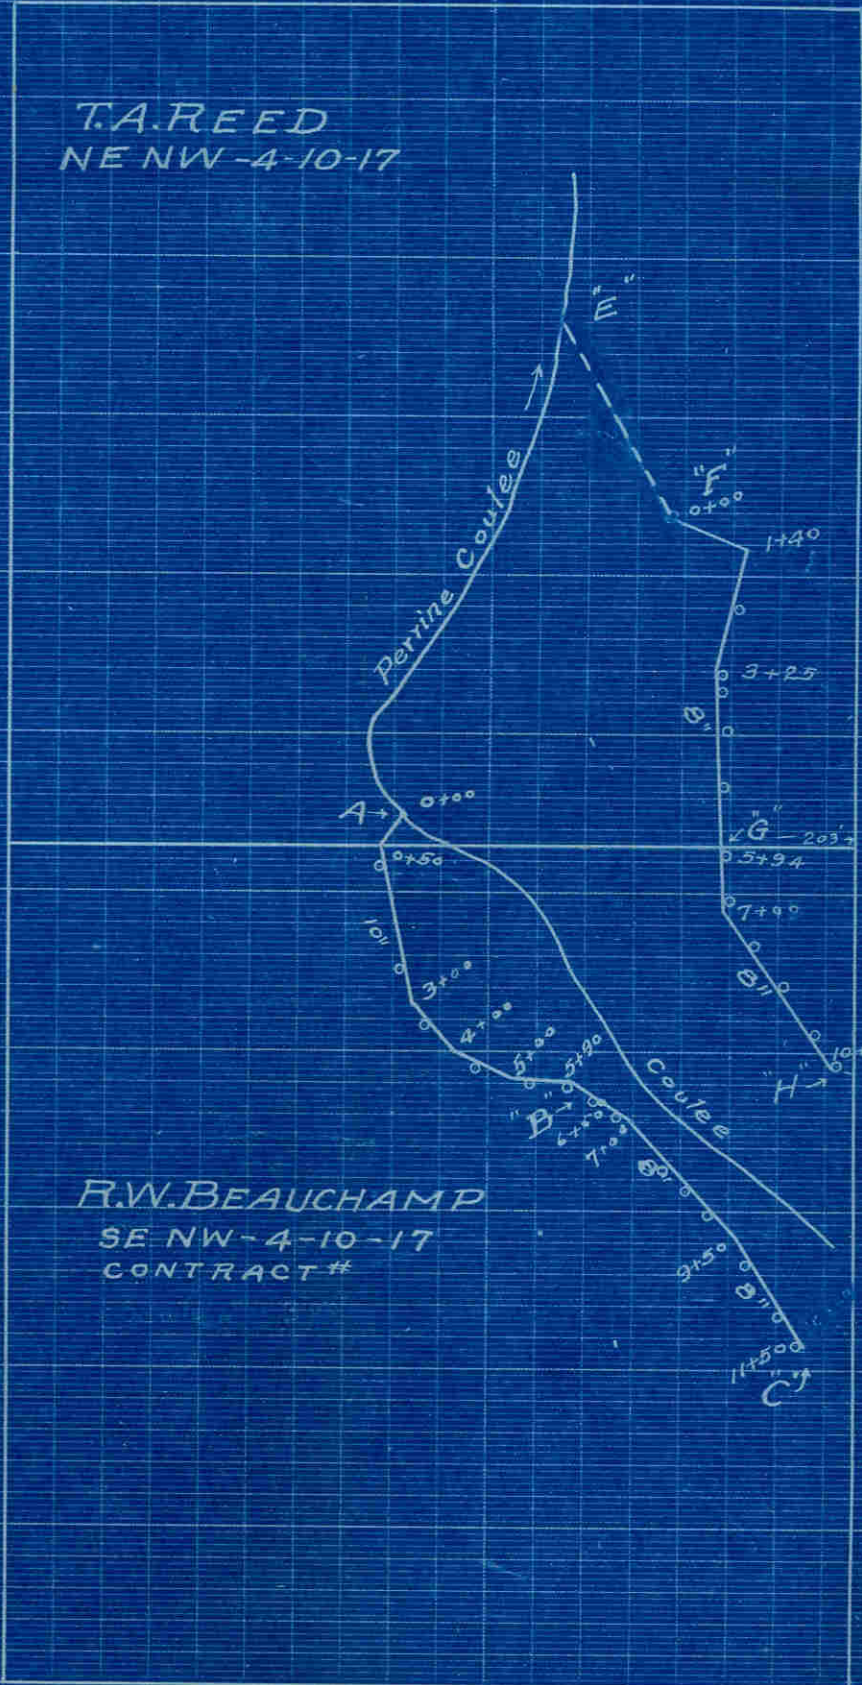 T.A.REED
NE NW-4-10-17
"E"
Perrine Coulee
"F"
0+00
1+40
3+25
8"
A
0+00
"G" - 203'+
0+50
5+94
7+00
10"
8"
3+00
4+00
5+00
5+90
10+
"H"
"B"
6+00
7+00
Coulee
8"
R.W.BEAUCHAMP
SE NW-4-10-17
CONTRACT #
9+50
8"
11+50
"C"